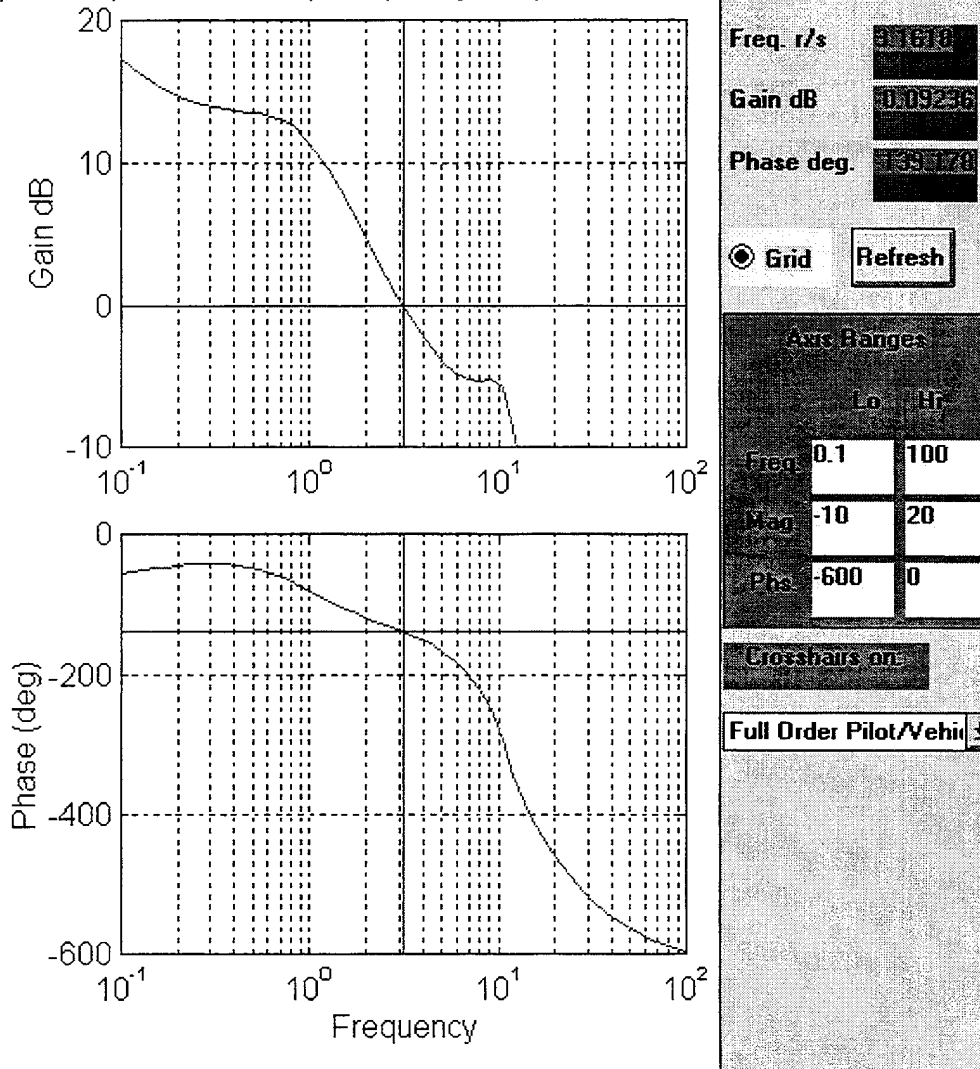 20
10
0
-10
Gain dB
10^-1
10^0
10^1
10^2
0
-200
-400
-600
Phase (deg)
10^-1
10^0
10^1
10^2
Frequency
Freq. r/s
Gain dB
Phase deg.
Grid
Refresh
Axis Ranges
Lo
Freq.
0.1
100
Mag
-10
20
Phs.
-600
0
Crosshairs on:
Full Order Pilot/Vehi